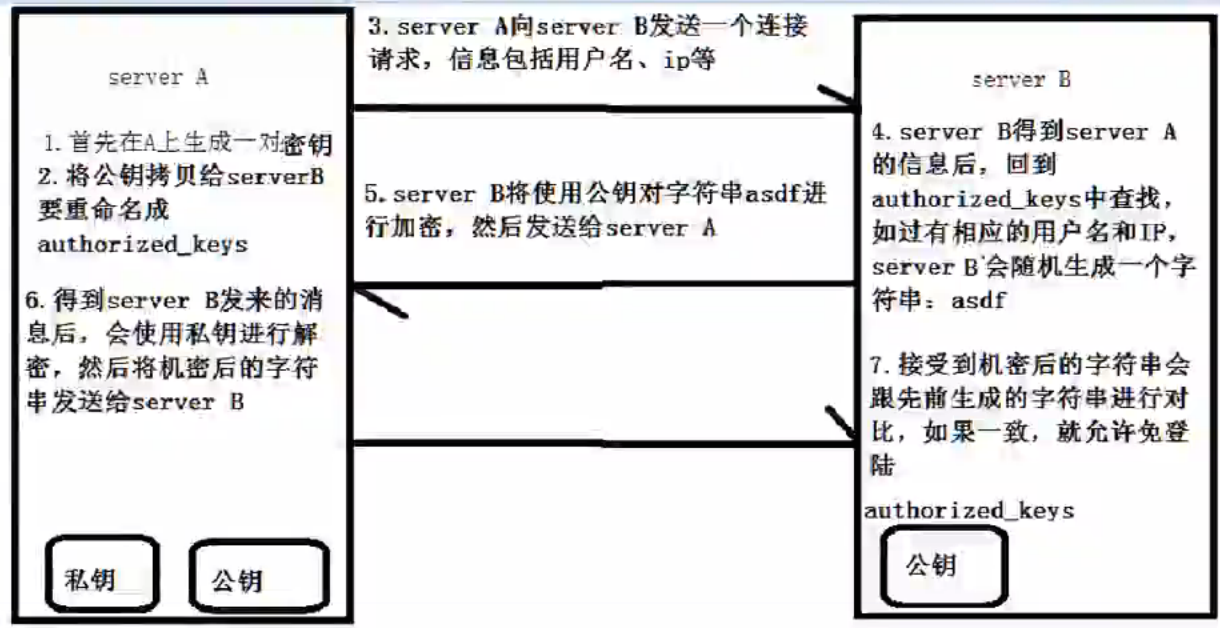 server A
1.首先在A上生成一对密钥
2.将公钥拷贝给serverB
要重命名成
authorized_keys
6.得到server B发来的消
息后，会使用私钥进行解
密，然后将机密后的字符
串发送给server B
私钥
公钥
3.server A向server B发送一个连接
请求，信息包括用户名、ip等
5.server B将使用公钥对字符串asdf进
行加密，然后发送给server A
server B
4.server B得到server A
的信息后，回到
authorized_keys中查找，
如过有相应的用户名和IP，
server B会随机生成一个字
符串：asdf
7.接受到机密后的字符串会
跟先前生成的字符串进行对
比，如果一致，就允许免登
陆
authorized_keys
公钥